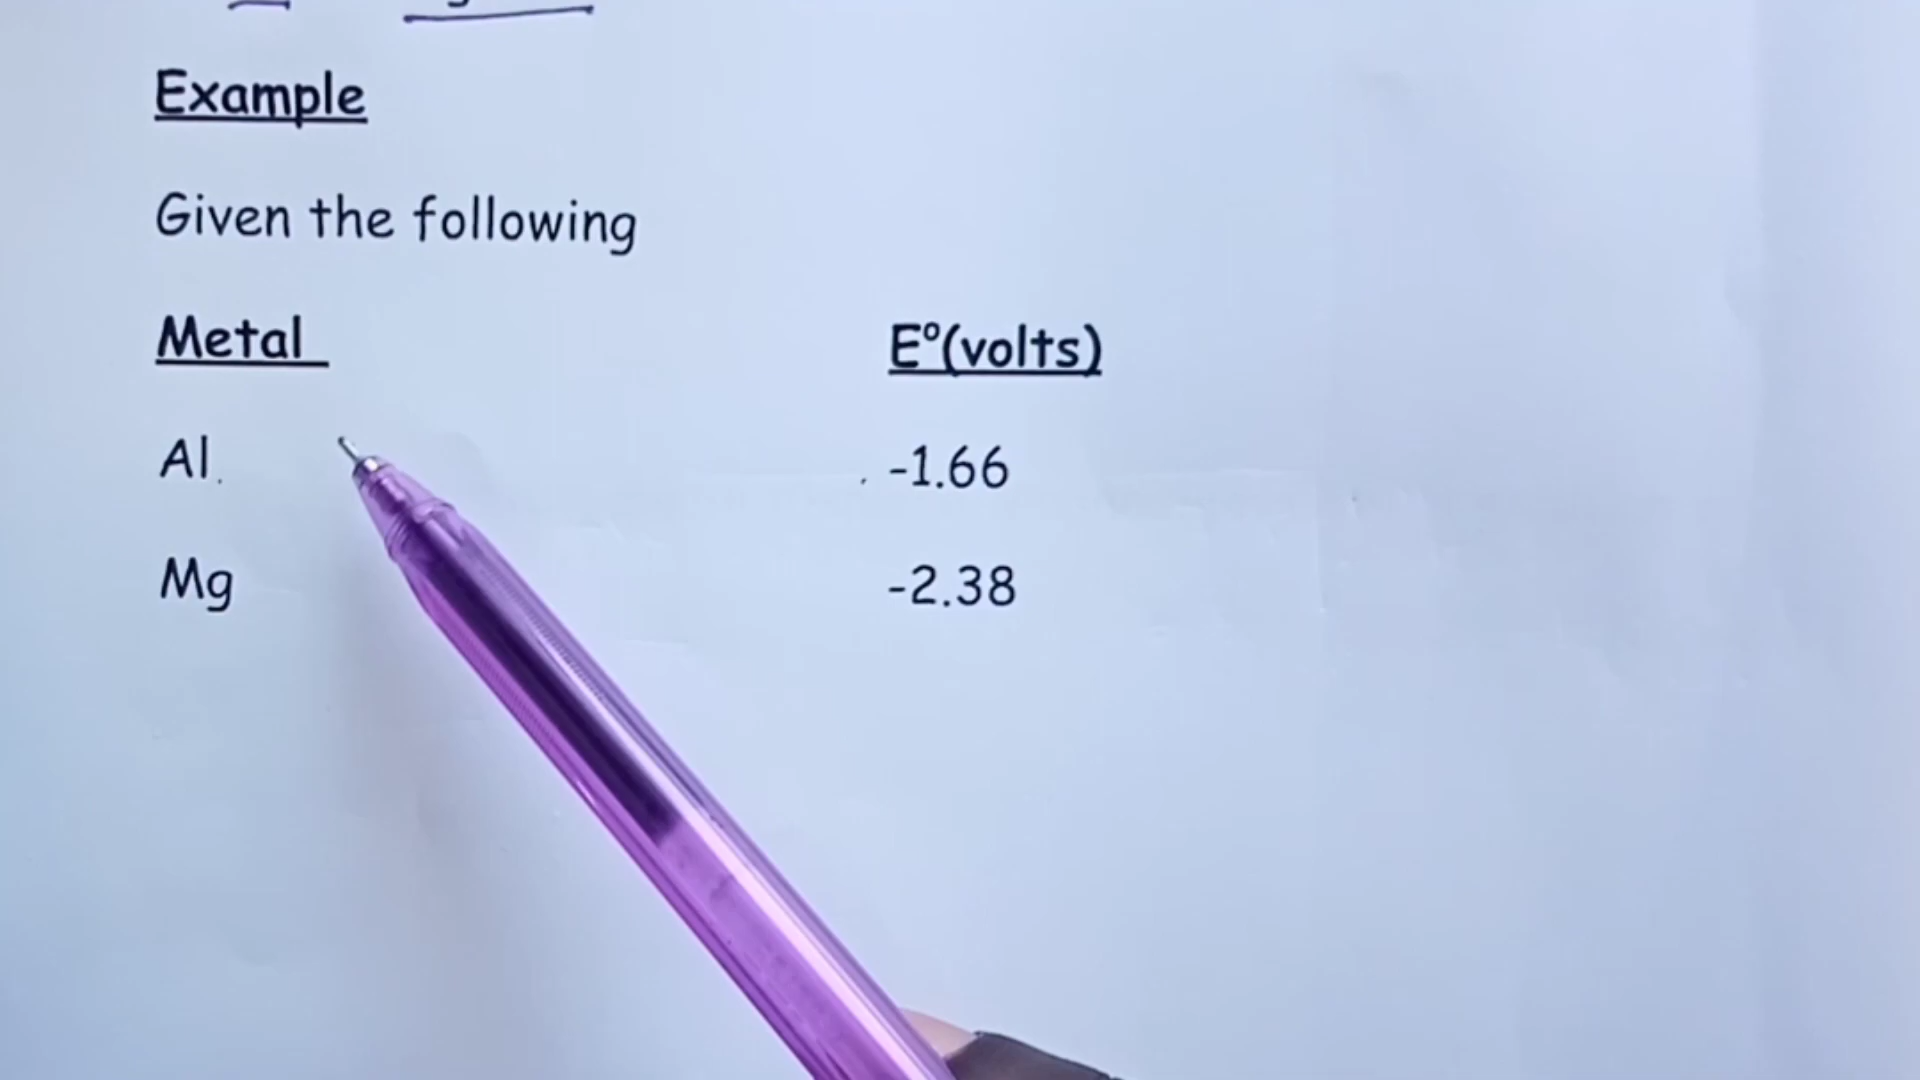 Example
Given the following
Metal E°(volts)
Al -1.66
Mg -2.38